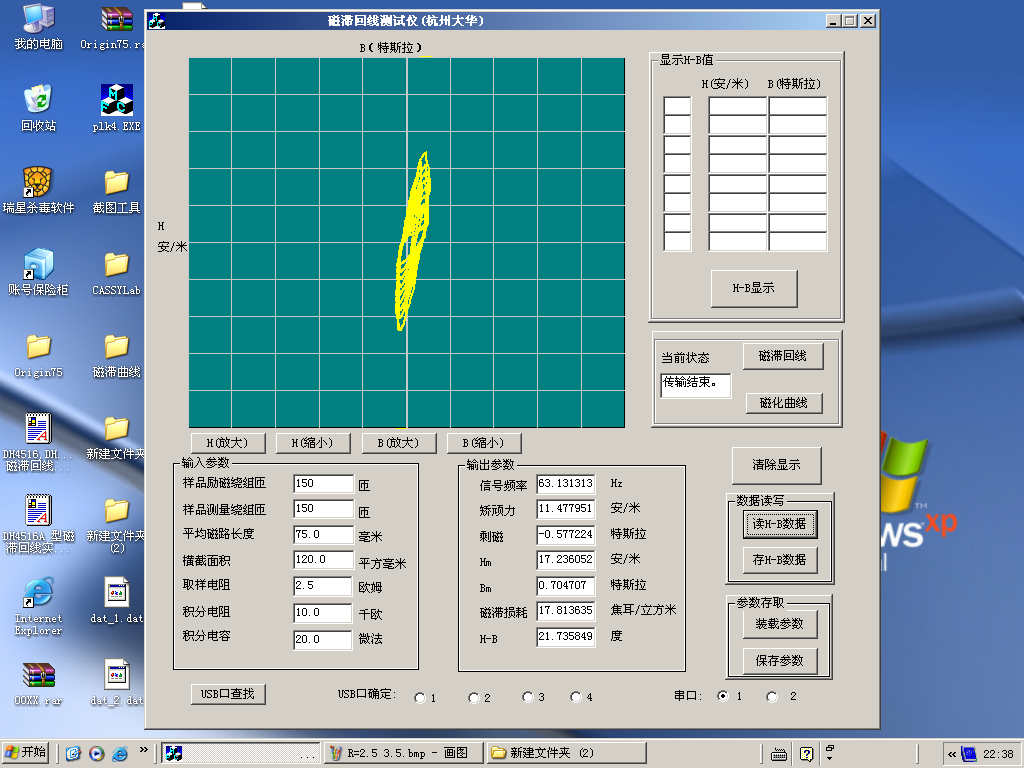 我的电脑
Origin75.ra
回收站
plk4.EXE
瑞星杀毒软件
截图工具
账号保险柜
CASSYLab
Origin75
磁滞曲线
DH4516_DH...
磁滞回线...
新建文件夹
DH4516A_型磁
滞回线实...
新建文件夹
(2)
Internet
Explorer
dat_1.dat
OOXX.rar
dat_2.dat
磁滞回线测试仪(杭州大华)
B(特斯拉)
H
安/米
H(放大)
H(缩小)
B(放大)
B(缩小)
显示H-B值
H(安/米)
B(特斯拉)
H-B显示
当前状态
传输结束。
磁滞回线
磁化曲线
输入参数
样品励磁绕组匝
150
匝
样品测量绕组匝
150
匝
平均磁路长度
75.0
毫米
横截面积
120.0
平方毫米
取样电阻
2.5
欧姆
积分电阻
10.0
千欧
积分电容
20.0
微法
输出参数
信号频率
63.131313
Hz
矫顽力
11.477951
安/米
剩磁
-0.577224
特斯拉
Hm
17.236052
安/米
Bm
0.704707
特斯拉
磁滞损耗
17.813635
焦耳/立方米
H-B
21.735849
度
清除显示
数据读写
读H-B数据
存H-B数据
参数存取
装载参数
保存参数
USB口查找
USB口确定:
1
2
3
4
串口:
1
2
ws xp
TM
开始
»
...
R=2.5 3.5.bmp - 画图
新建文件夹 (2)
«
22:38